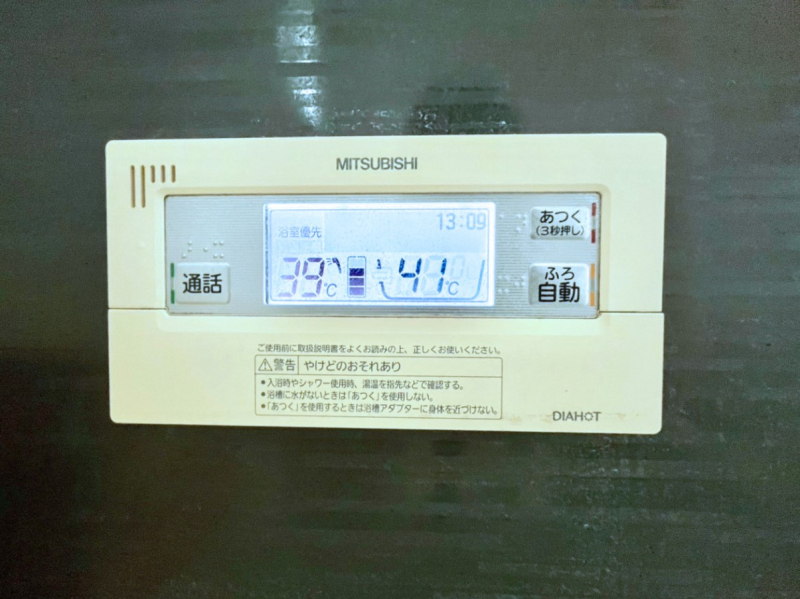 MITSUBISHI
13:09
浴室優先
39℃
41℃
あつく
(3秒押し)
通話
ふろ
自動
ご使用前に取扱説明書をよくお読みの上、正しくお使いください。
⚠警告 やけどのおそれあり
●入浴時やシャワー使用時、湯温を指先などで確認する。
●浴槽に水がないときは「あつく」を使用しない。
●「あつく」を使用するときは浴槽アダプターに身体を近づけない。
DIAHOT